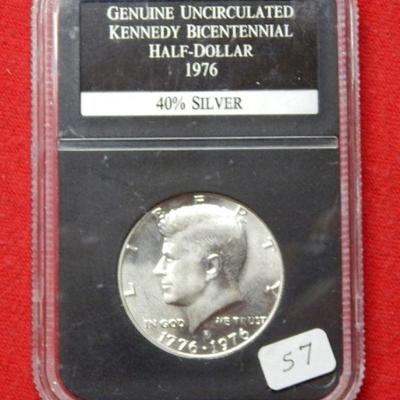 GENUINE UNCIRCULATED
KENNEDY BICENTENNIAL
HALF-DOLLAR
1976
40% SILVER
LIBERTY
IN GOD WE TRUST
1776-1976
57